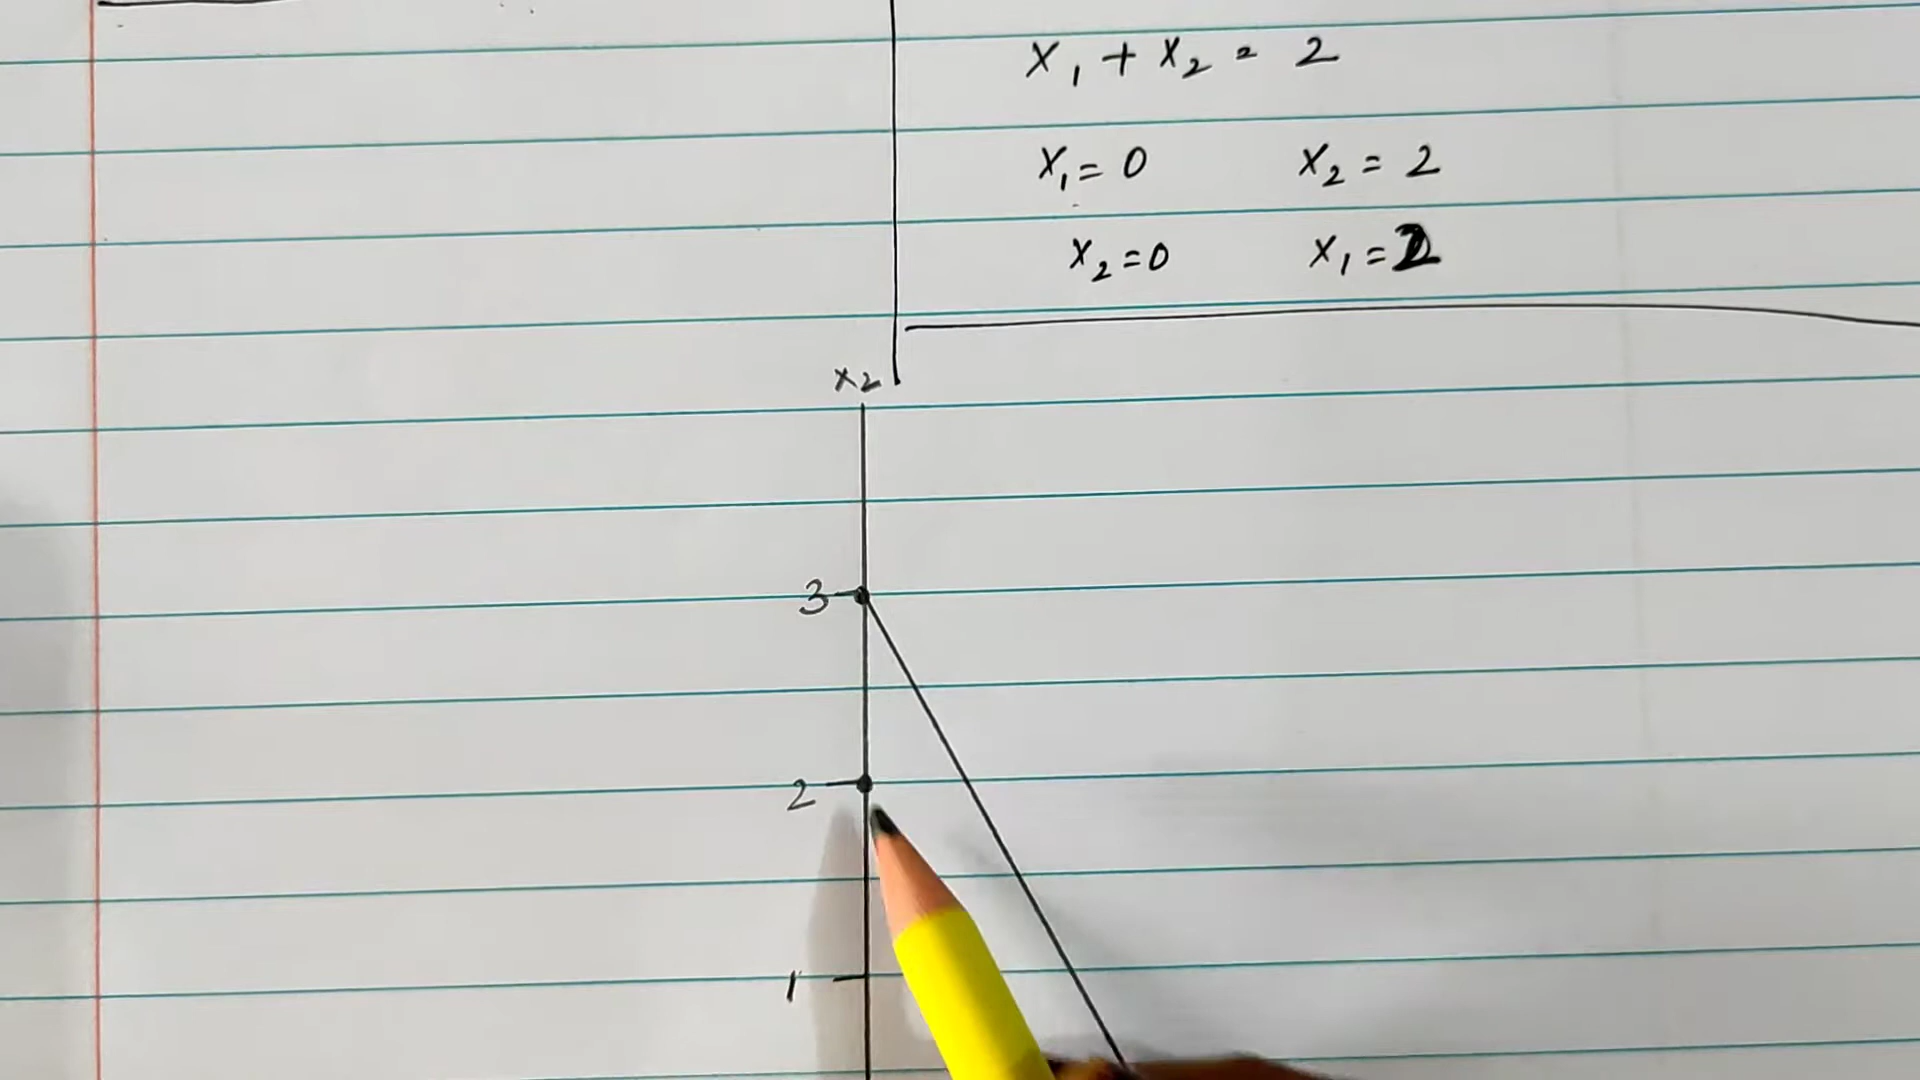 X₁ + X₂ = 2
X₁ = 0 X₂ = 2
X₂ = 0 X₁ = 2
X₂
3
2
1